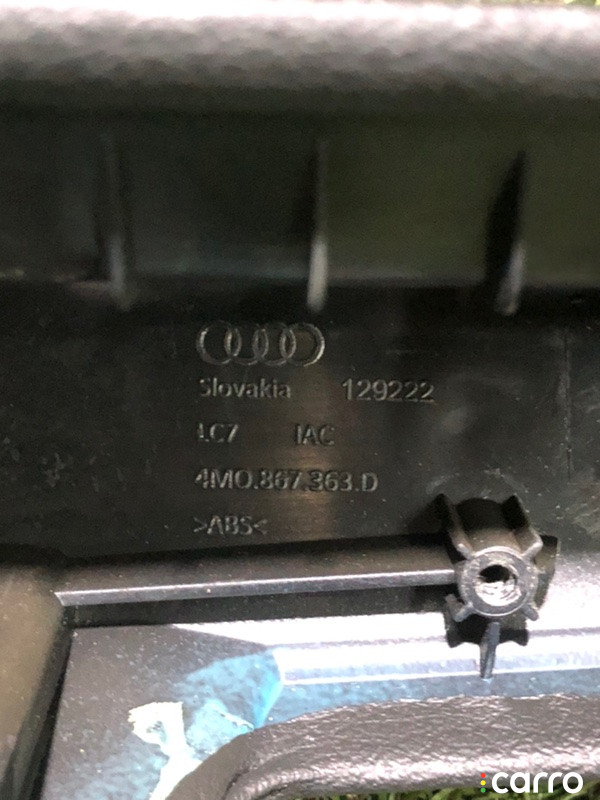 Slovakia 129222
LC7 IAC
4M0.867.363.D
>ABS<
carro